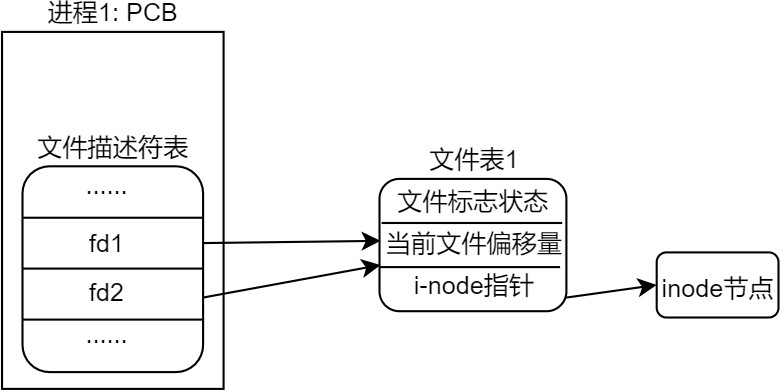 进程1: PCB
文件描述符表
······
fd1
fd2
······
文件表1
文件标志状态
当前文件偏移量
i-node指针
inode节点